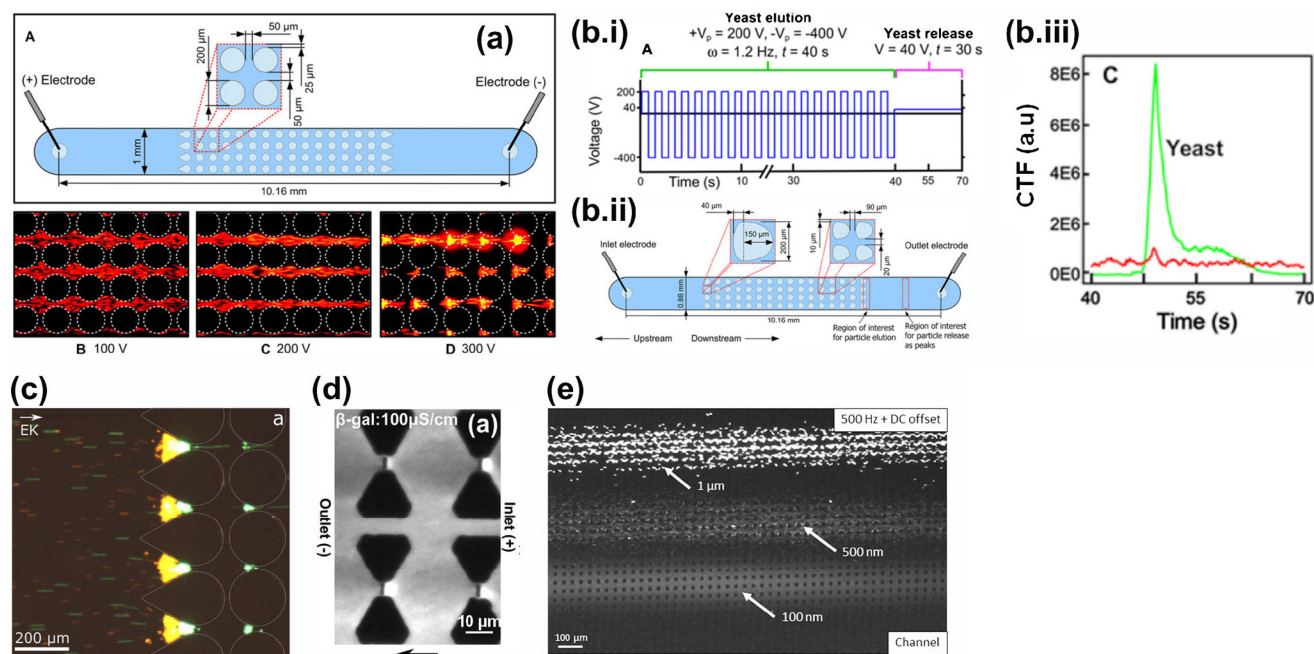 (a)
A
50 µm
200 µm
25 µm
50 µm
(+) Electrode
Electrode (-)
1 mm
10.16 mm
B 100 V
C 200 V
D 300 V
(b.i)
A
Yeast elution
+Vp = 200 V, -Vp = -400 V
ω = 1.2 Hz, t = 40 s
Yeast release
V = 40 V, t = 30 s
Voltage (V)
200
40
-400
0
10
30
40
55
70
Time (s)
(b.ii)
40 µm
150 µm
200 µm
90 µm
10 µm
20 µm
Inlet electrode
Outlet electrode
0.88 mm
10.16 mm
Upstream
Downstream
Region of interest
for particle elution
Region of interest
for particle release
as peaks
(b.iii)
C
CTF (a.u)
8E6
6E6
4E6
2E6
0E0
Yeast
40
55
70
Time (s)
(c)
EK
a
200 µm
(d)
β-gal:100µS/cm
(a)
Outlet (-)
Inlet (+)
10 µm
(e)
500 Hz + DC offset
1 µm
500 nm
100 nm
100 µm
Channel